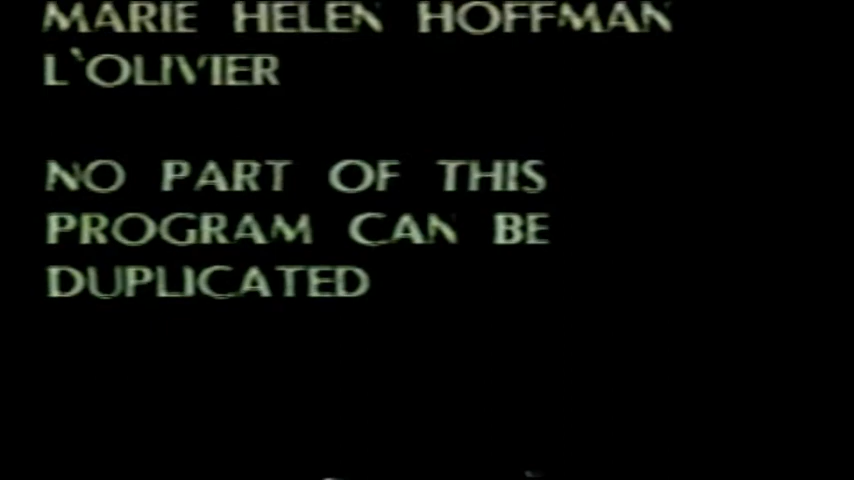 MARIE HELEN HOFFMAN
L`OLIVIER
NO PART OF THIS
PROGRAM CAN BE
DUPLICATED